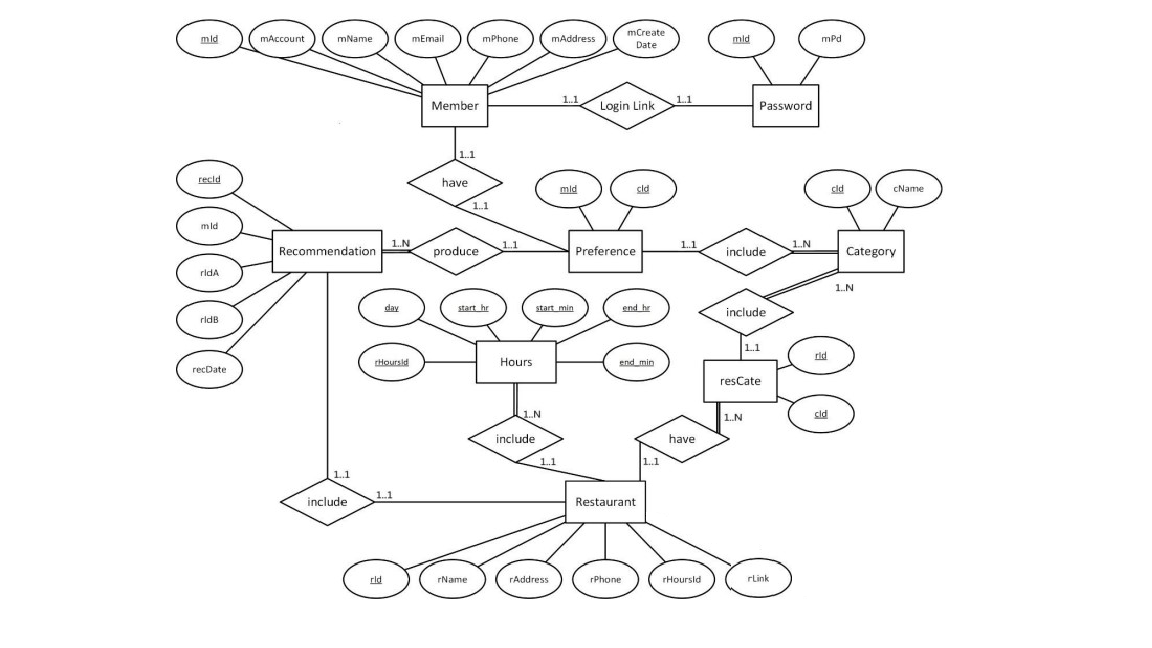 mId
mAccount
mName
mEmail
mPhone
mAddress
mCreate
Date
mId
mPd
Member
1..1
Login Link
1..1
Password
1..1
have
1..1
recId
mId
rIdA
rIdB
recDate
Recommendation
1..N
produce
1..1
mId
cId
Preference
1..1
include
1..N
cId
cName
Category
1..N
include
1..1
day
start_hr
start_min
end_hr
rHoursId
Hours
end_min
resCate
rId
cId
1..N
include
1..1
1..N
have
1..1
1..1
include
1..1
Restaurant
rId
rName
rAddress
rPhone
rHoursId
rLink